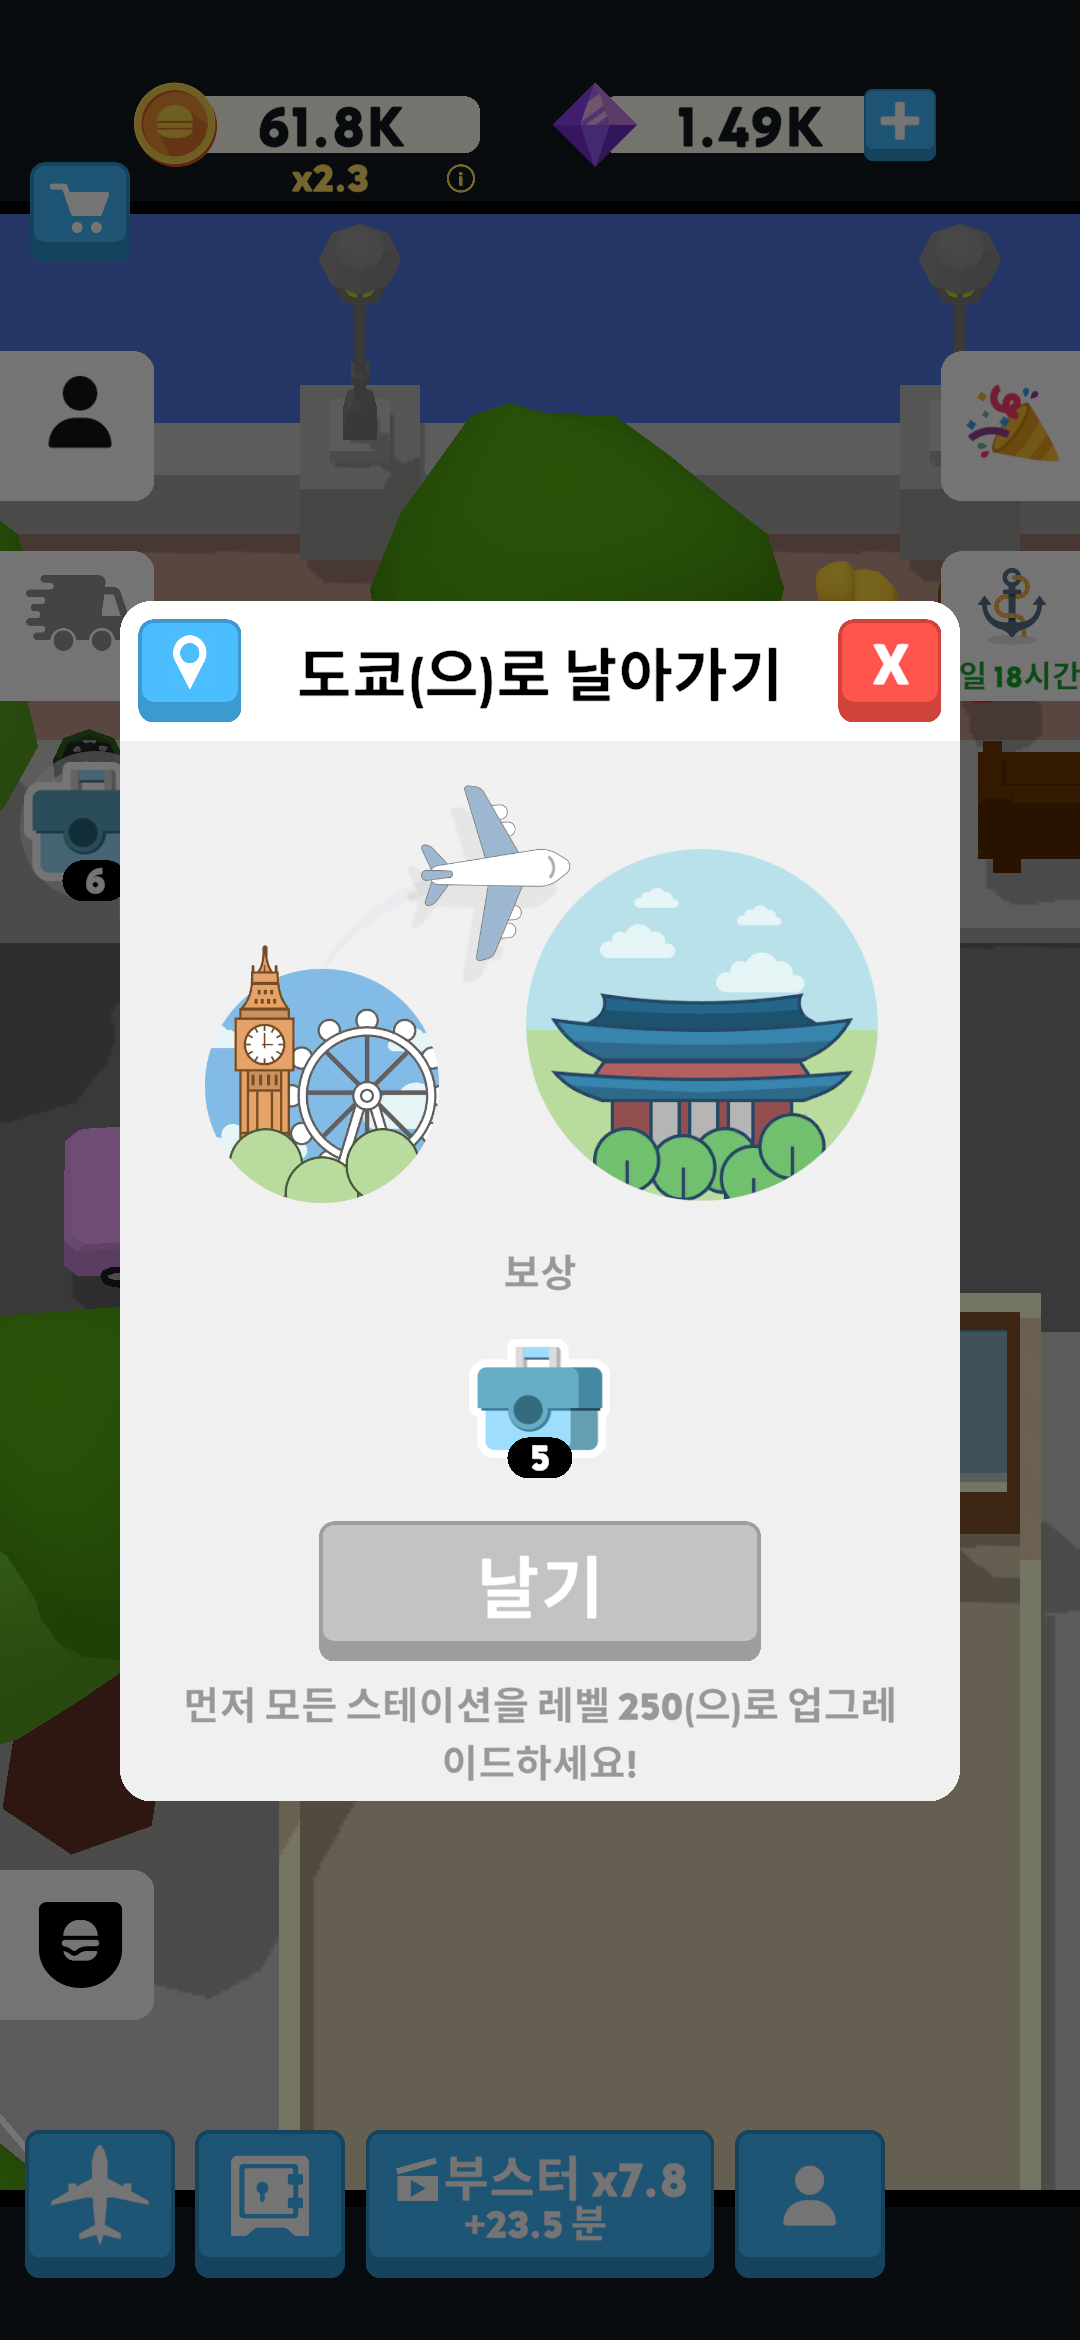 61.8K
1.49K
x2.3
일 18시간
도쿄(으)로 날아가기
X
6
보상
5
날기
먼저 모든 스테이션을 레벨 250(으)로 업그레
이드하세요!
부스터 x7.8
+23.5 분